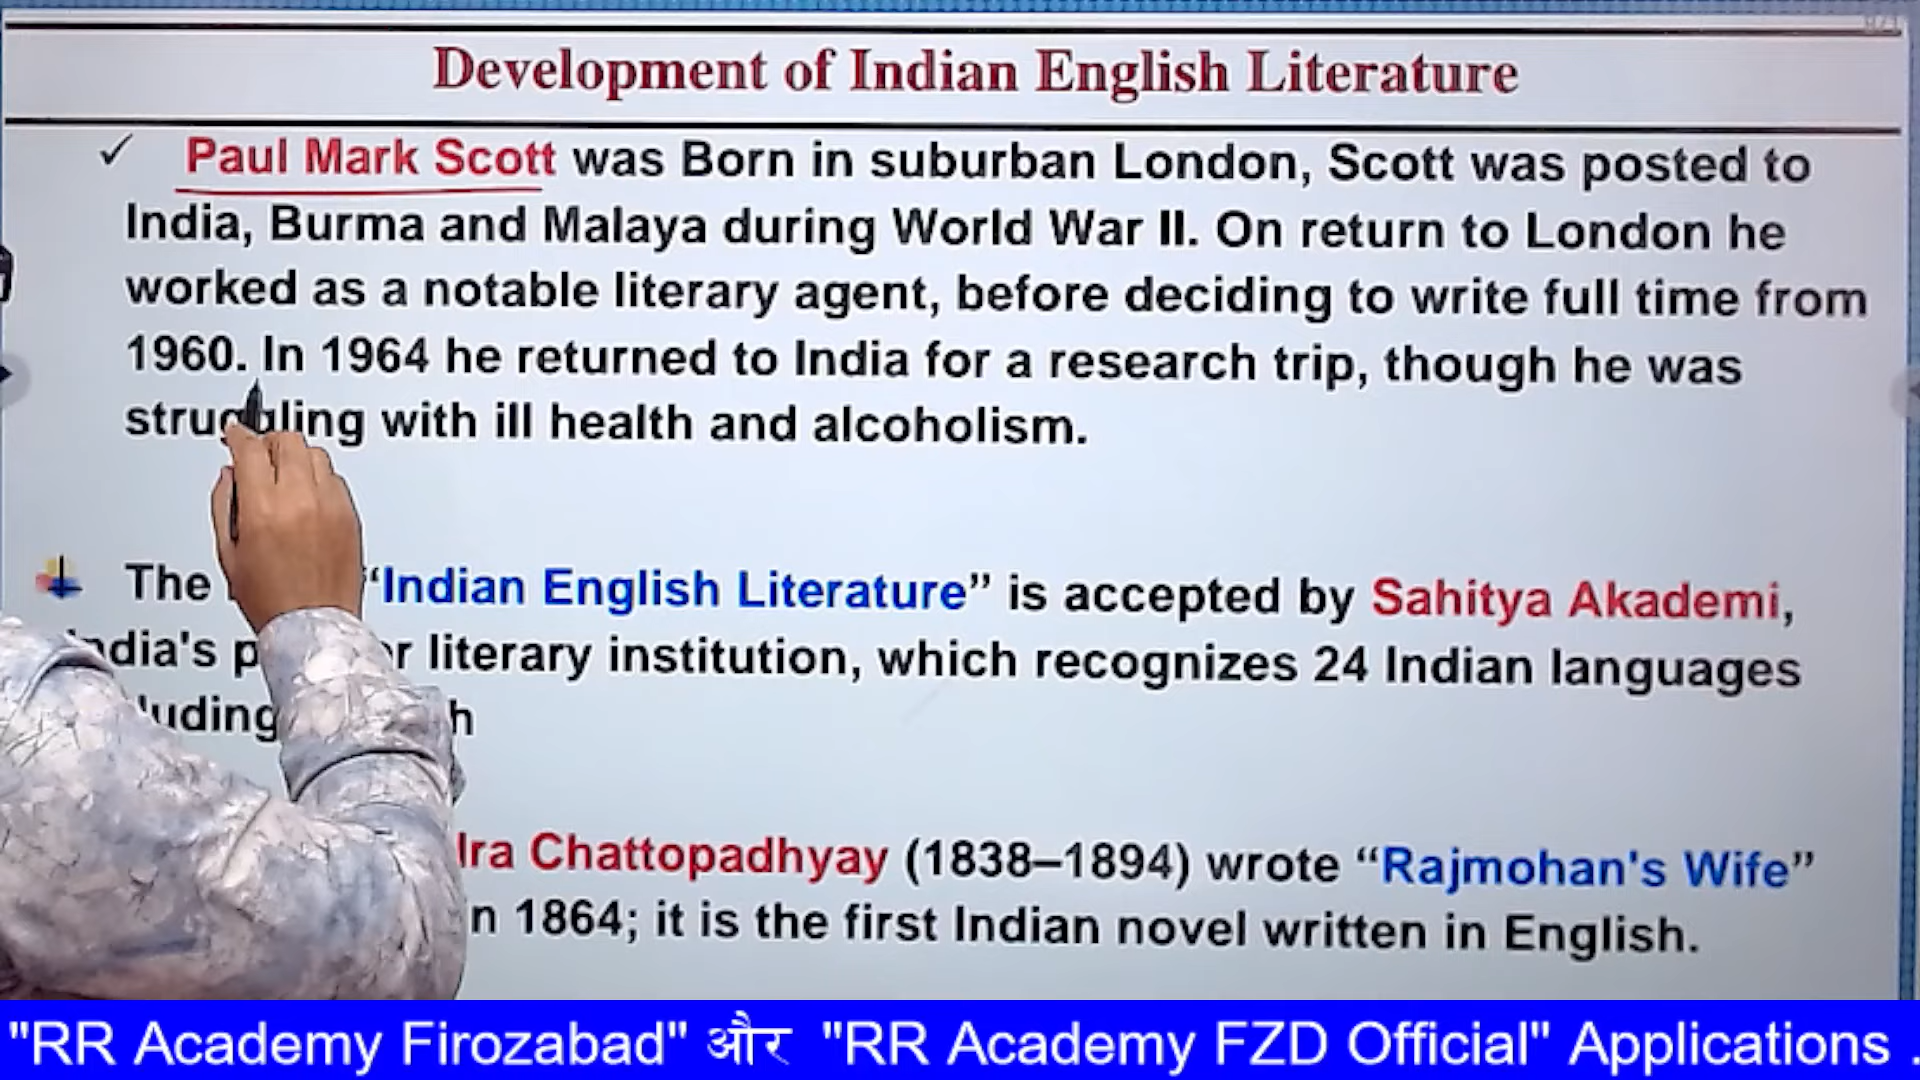 Development of Indian English Literature
✓ Paul Mark Scott was Born in suburban London, Scott was posted to
India, Burma and Malaya during World War II. On return to London he
worked as a notable literary agent, before deciding to write full time from
1960. In 1964 he returned to India for a research trip, though he was
struggling with ill health and alcoholism.
The “Indian English Literature” is accepted by Sahitya Akademi,
literary institution, which recognizes 24 Indian languages
Chattopadhyay (1838–1894) wrote “Rajmohan's Wife”
1864; it is the first Indian novel written in English.
"RR Academy Firozabad" और "RR Academy FZD Official" Applications .